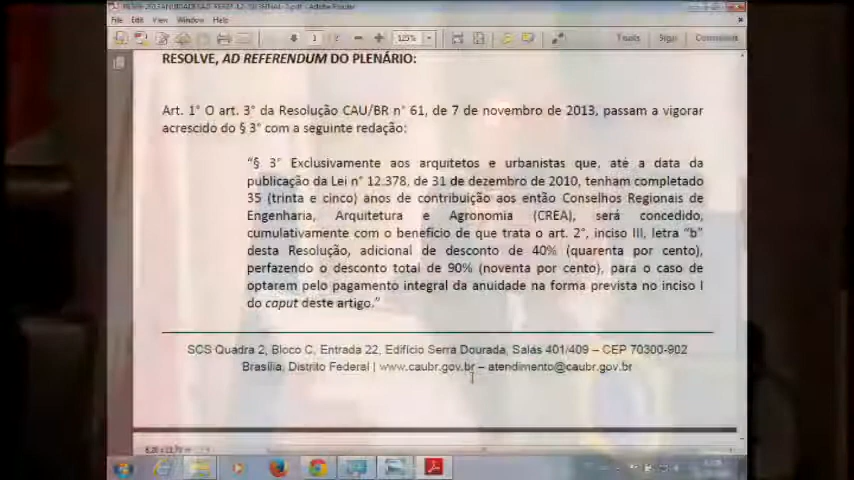 File Edit View Window Help
1
125%
Tools Sign Comment
RESOLVE, AD REFERENDUM DO PLENÁRIO:
Art. 1° O art. 3° da Resolução CAU/BR n° 61, de 7 de novembro de 2013, passam a vigorar
acrescido do § 3° com a seguinte redação:
“§ 3° Exclusivamente aos arquitetos e urbanistas que, até a data da
publicação da Lei n° 12.378, de 31 de dezembro de 2010, tenham completado
35 (trinta e cinco) anos de contribuição aos então Conselhos Regionais de
Engenharia, Arquitetura e Agronomia (CREA), será concedido,
cumulativamente com o benefício de que trata o art. 2°, inciso III, letra “b”
desta Resolução, adicional de desconto de 40% (quarenta por cento),
perfazendo o desconto total de 90% (noventa por cento), para o caso de
optarem pelo pagamento integral da anuidade na forma prevista no inciso I
do caput deste artigo.”
SCS Quadra 2, Bloco C, Entrada 22, Edifício Serra Dourada, Salas 401/409 – CEP 70300-902
Brasília, Distrito Federal | www.caubr.gov.br – atendimento@caubr.gov.br